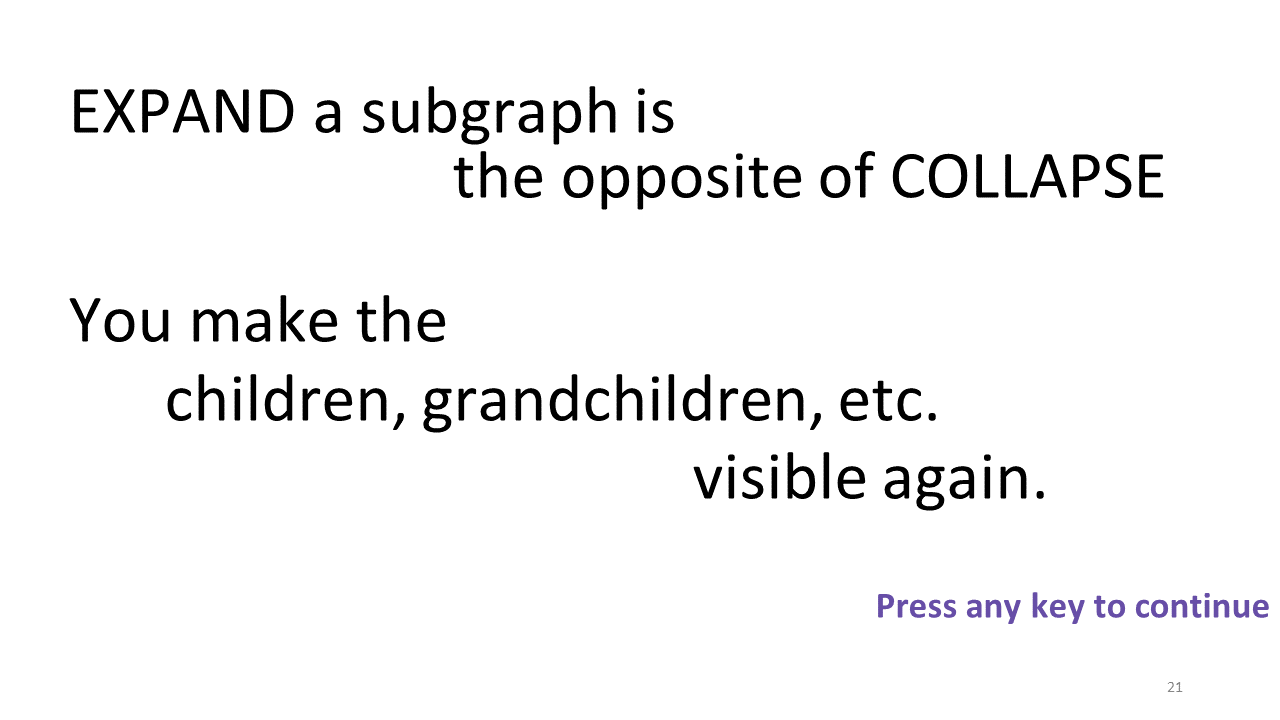 EXPAND a subgraph is
the opposite of COLLAPSE
You make the
children, grandchildren, etc.
visible again.
Press any key to continue
21